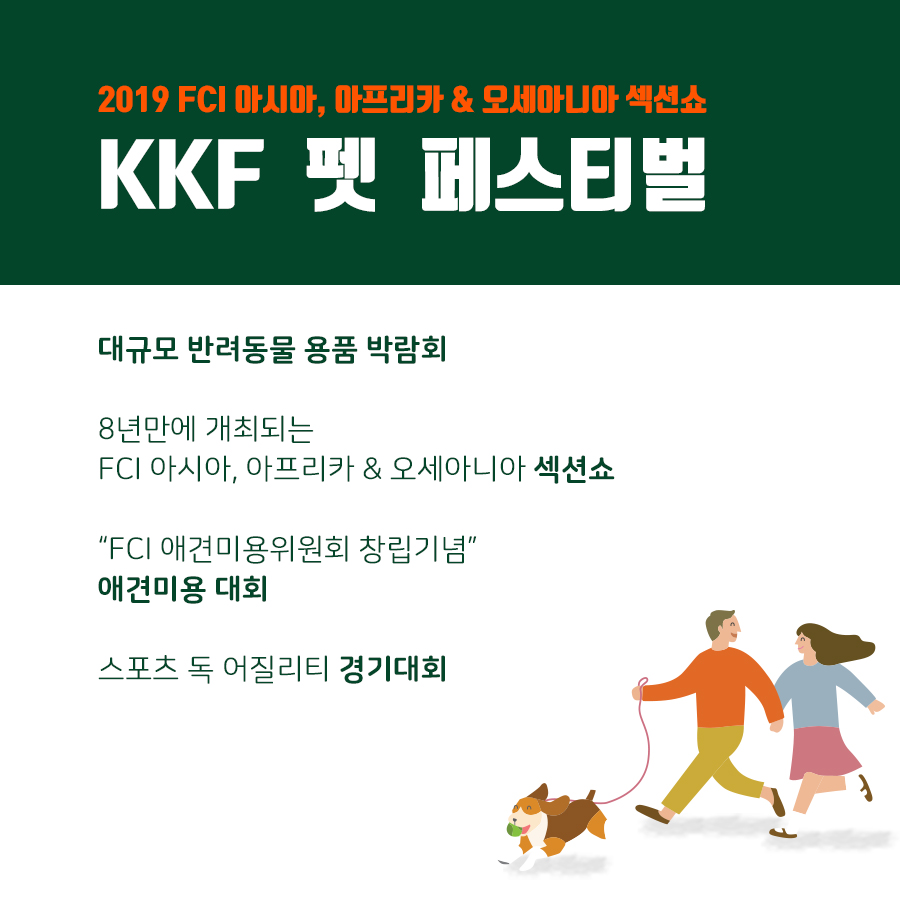 2019 FCI 아시아, 아프리카 & 오세아니아 섹션쇼
KKF 펫 페스티벌
대규모 반려동물 용품 박람회
8년만에 개최되는
FCI 아시아, 아프리카 & 오세아니아 섹션쇼
“FCI 애견미용위원회 창립기념”
애견미용 대회
스포츠 독 어질리티 경기대회